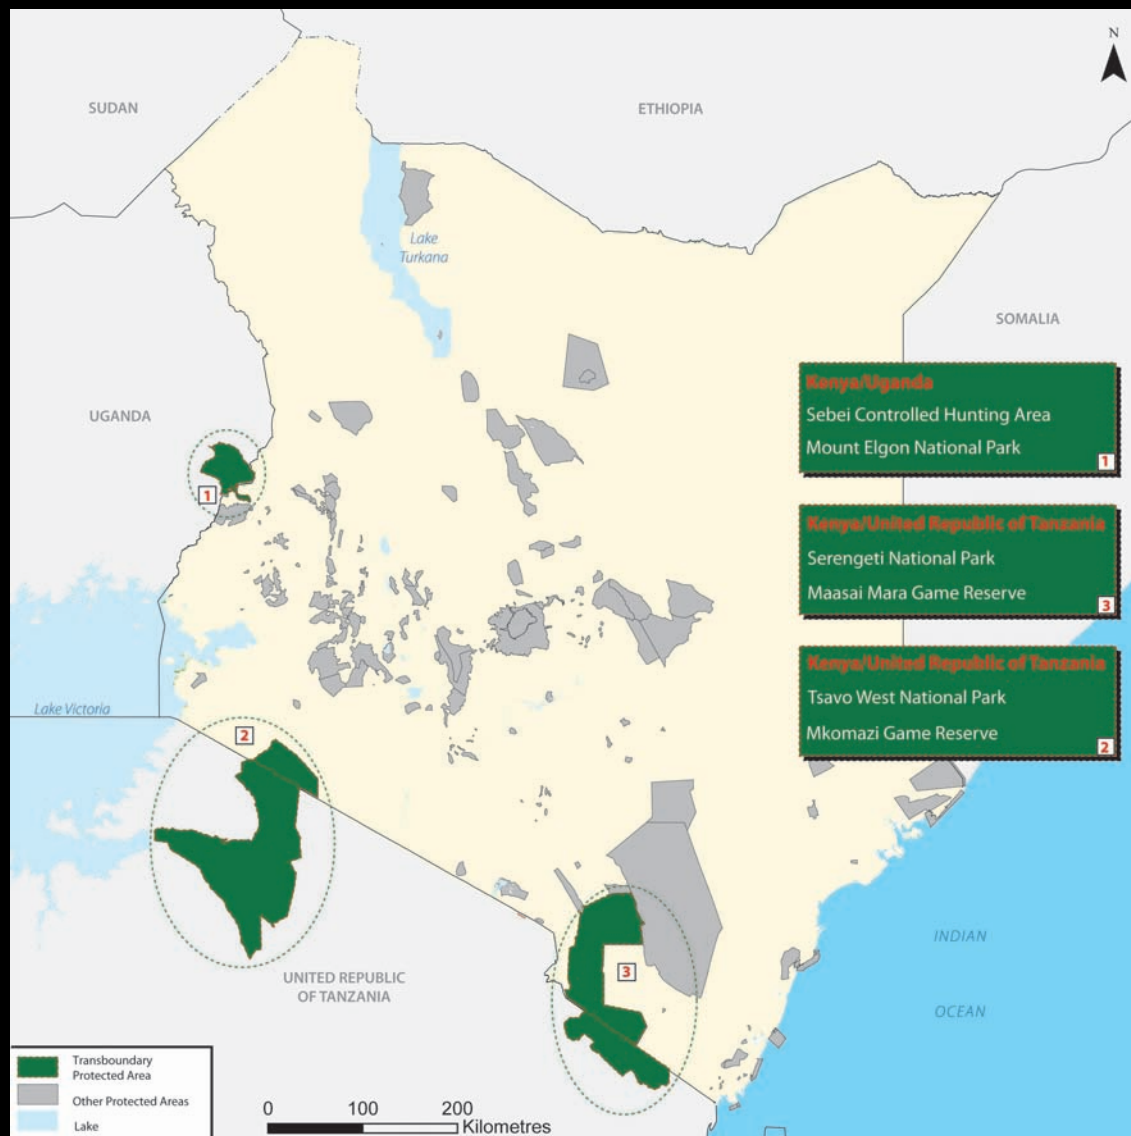 N
SUDAN
ETHIOPIA
Lake
Turkana
SOMALIA
UGANDA
Kenya/Uganda
Sebei Controlled Hunting Area
Mount Elgon National Park
1
1
Kenya/United Republic of Tanzania
Serengeti National Park
Maasai Mara Game Reserve
3
Kenya/United Republic of Tanzania
Tsavo West National Park
Mkomazi Game Reserve
2
Lake Victoria
2
INDIAN
OCEAN
3
UNITED REPUBLIC
OF TANZANIA
Transboundary
Protected Area
Other Protected Areas
Lake
0 100 200
Kilometres